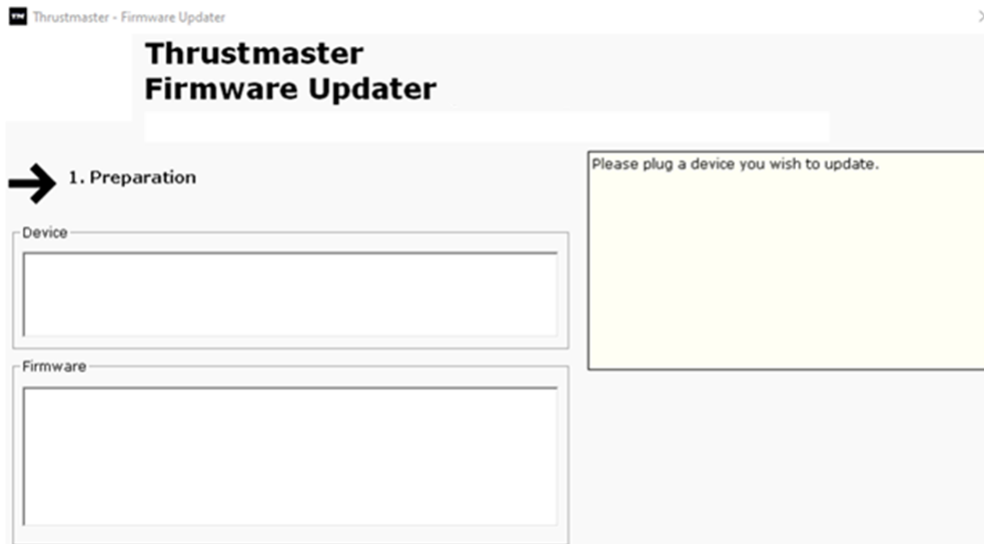 Thrustmaster - Firmware Updater
Thrustmaster
Firmware Updater
1. Preparation
Please plug a device you wish to update.
Device
Firmware